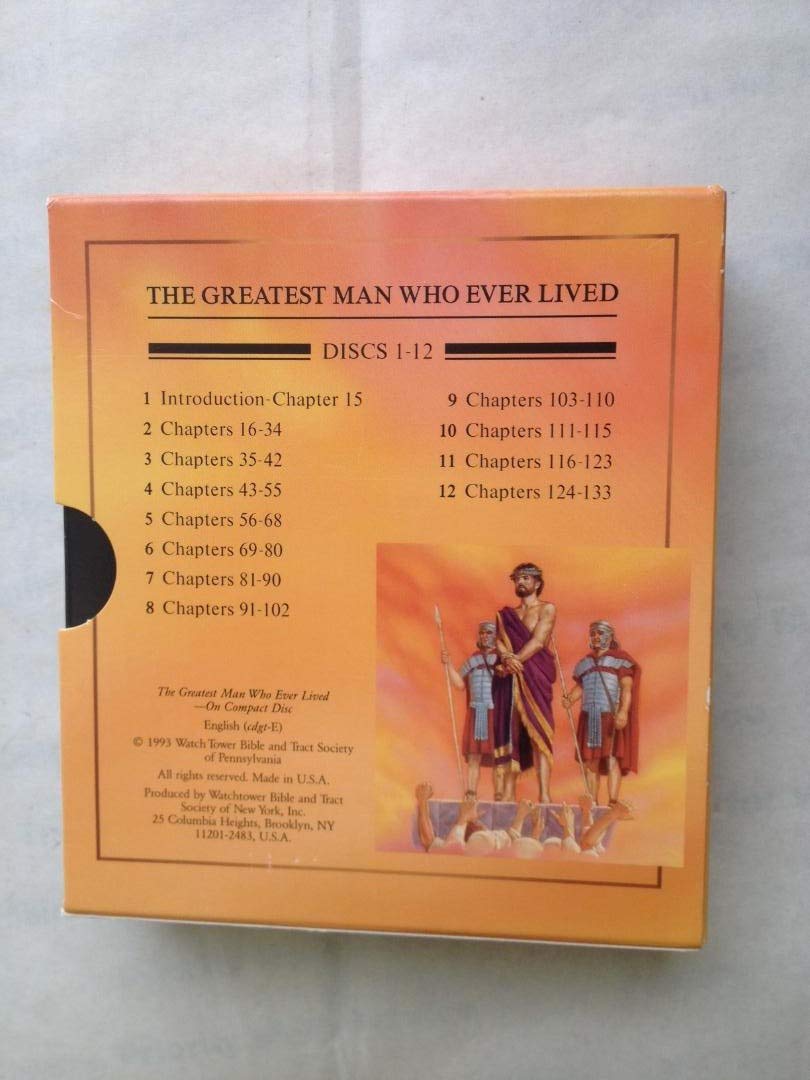 THE GREATEST MAN WHO EVER LIVED
DISCS 1-12
1 Introduction-Chapter 15
2 Chapters 16-34
3 Chapters 35-42
4 Chapters 43-55
5 Chapters 56-68
6 Chapters 69-80
7 Chapters 81-90
8 Chapters 91-102
9 Chapters 103-110
10 Chapters 111-115
11 Chapters 116-123
12 Chapters 124-133
The Greatest Man Who Ever Lived
—On Compact Disc
English (cdgt-E)
© 1993 Watch Tower Bible and Tract Society
of Pennsylvania
All rights reserved. Made in U.S.A.
Produced by Watchtower Bible and Tract
Society of New York, Inc.
25 Columbia Heights, Brooklyn, NY
11201-2483, U.S.A.